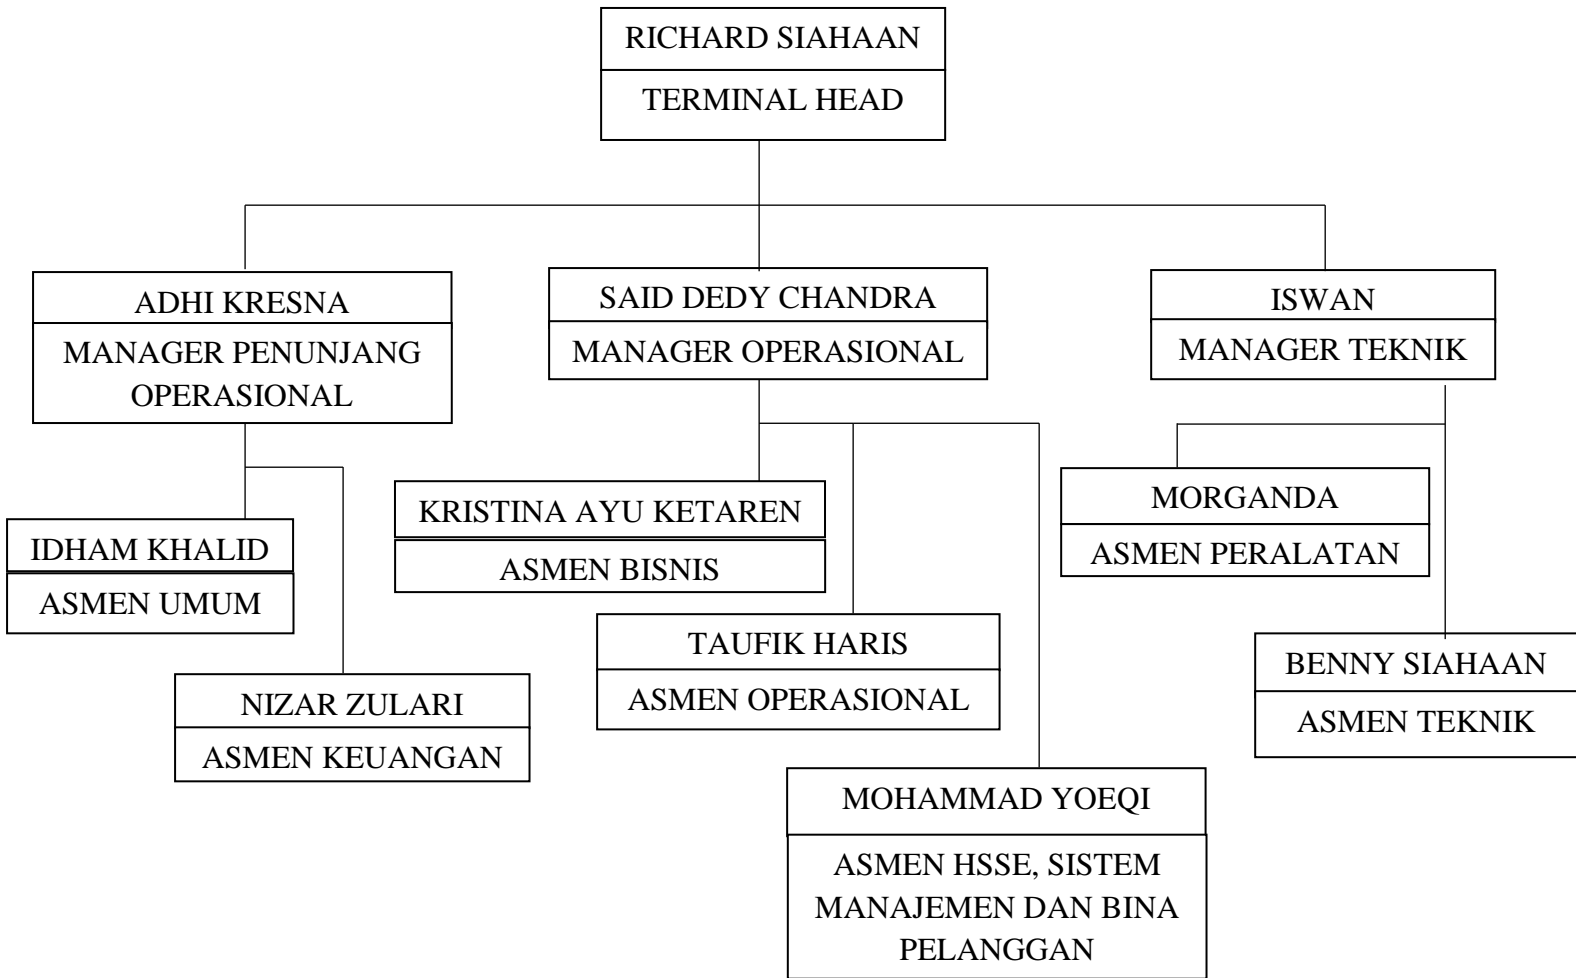 RICHARD SIAHAAN
TERMINAL HEAD
ADHI KRESNA
MANAGER PENUNJANG
OPERASIONAL
SAID DEDY CHANDRA
MANAGER OPERASIONAL
ISWAN
MANAGER TEKNIK
IDHAM KHALID
ASMEN UMUM
NIZAR ZULARI
ASMEN KEUANGAN
KRISTINA AYU KETAREN
ASMEN BISNIS
TAUFIK HARIS
ASMEN OPERASIONAL
MOHAMMAD YOEQI
ASMEN HSSE, SISTEM
MANAJEMEN DAN BINA
PELANGGAN
MORGANDA
ASMEN PERALATAN
BENNY SIAHAAN
ASMEN TEKNIK